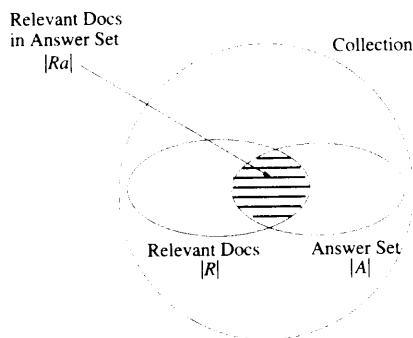 Relevant Docs
in Answer Set
|Ra|
Collection
Relevant Docs
|R|
Answer Set
|A|